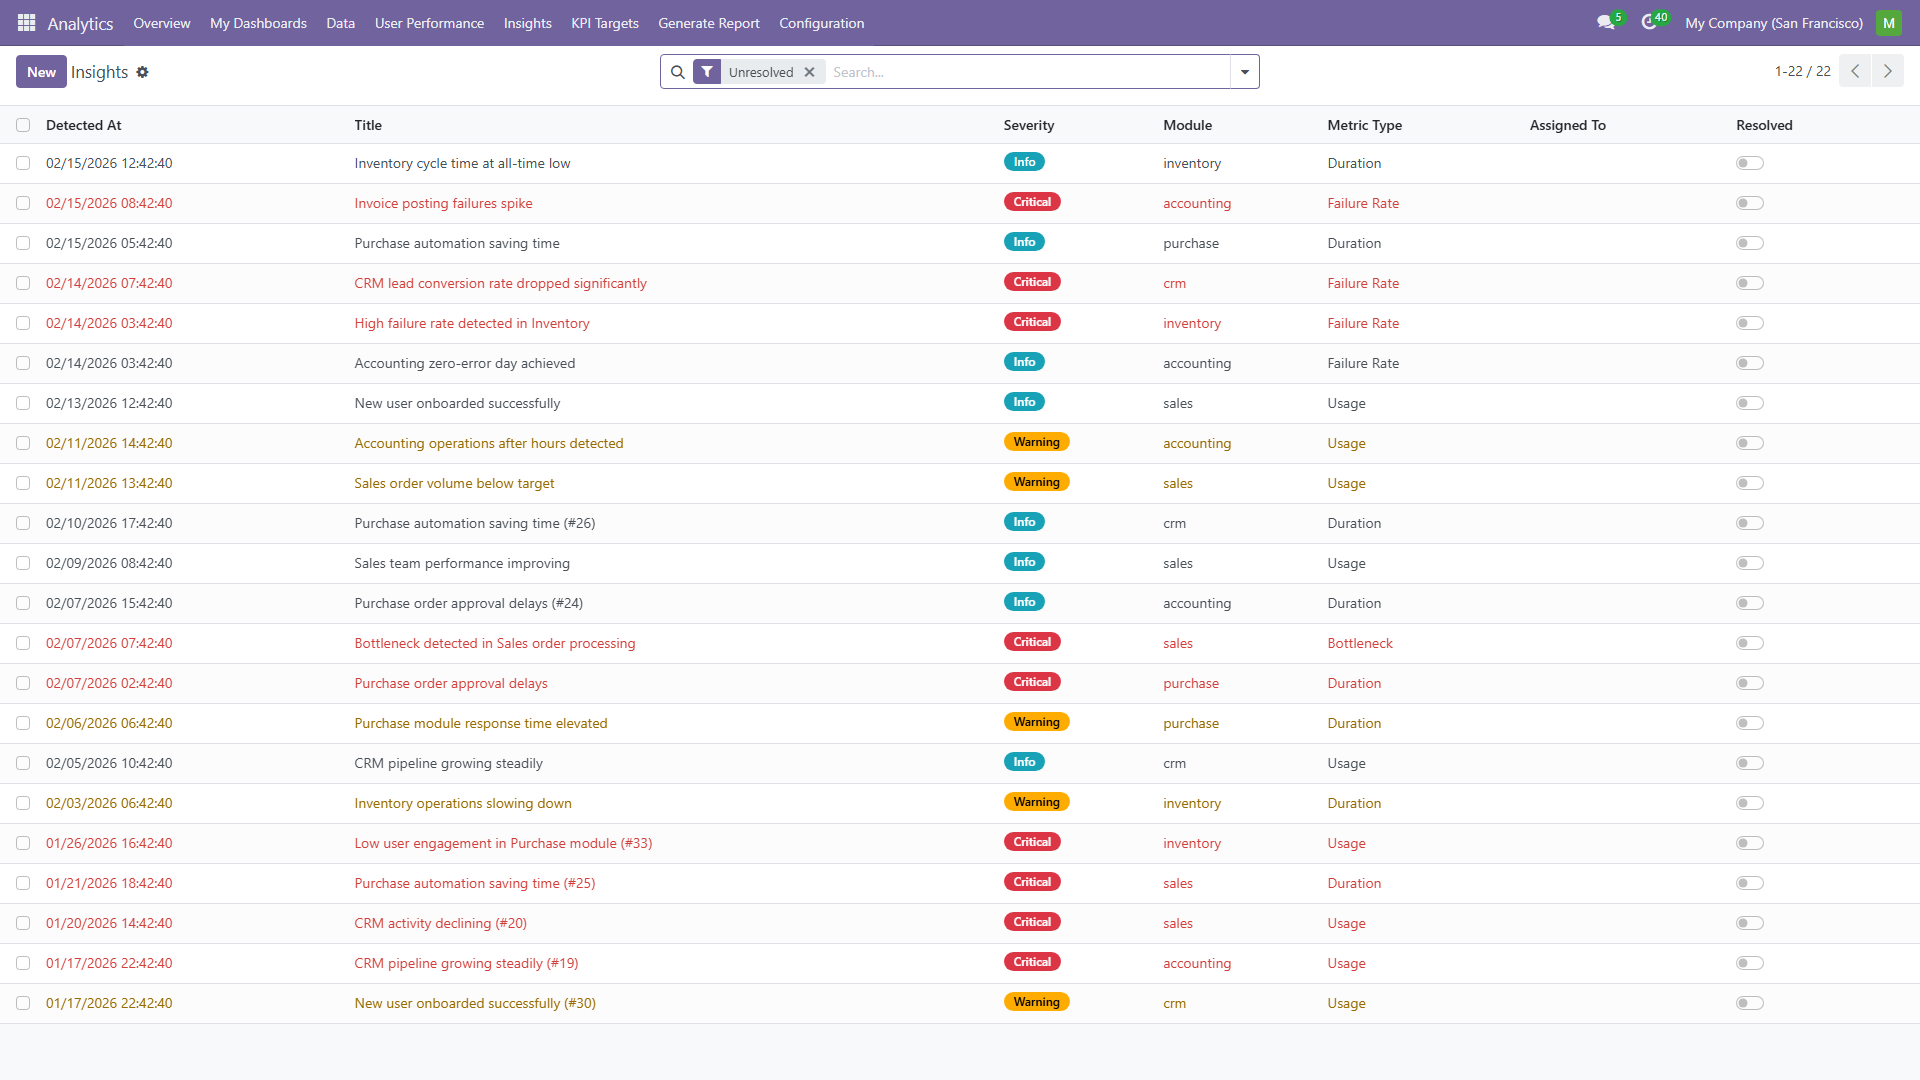 Analytics Overview My Dashboards Data User Performance Insights KPI Targets Generate Report Configuration 5 40 My Company (San Francisco) M
New Insights Unresolved Search... 1-22 / 22
Detected At Title Severity Module Metric Type Assigned To Resolved
02/15/2026 12:42:40 Inventory cycle time at all-time low Info inventory Duration
02/15/2026 08:42:40 Invoice posting failures spike Critical accounting Failure Rate
02/15/2026 05:42:40 Purchase automation saving time Info purchase Duration
02/14/2026 07:42:40 CRM lead conversion rate dropped significantly Critical crm Failure Rate
02/14/2026 03:42:40 High failure rate detected in Inventory Critical inventory Failure Rate
02/14/2026 03:42:40 Accounting zero-error day achieved Info accounting Failure Rate
02/13/2026 12:42:40 New user onboarded successfully Info sales Usage
02/11/2026 14:42:40 Accounting operations after hours detected Warning accounting Usage
02/11/2026 13:42:40 Sales order volume below target Warning sales Usage
02/10/2026 17:42:40 Purchase automation saving time (#26) Info crm Duration
02/09/2026 08:42:40 Sales team performance improving Info sales Usage
02/07/2026 15:42:40 Purchase order approval delays (#24) Info accounting Duration
02/07/2026 07:42:40 Bottleneck detected in Sales order processing Critical sales Bottleneck
02/07/2026 02:42:40 Purchase order approval delays Critical purchase Duration
02/06/2026 06:42:40 Purchase module response time elevated Warning purchase Duration
02/05/2026 10:42:40 CRM pipeline growing steadily Info crm Usage
02/03/2026 06:42:40 Inventory operations slowing down Warning inventory Duration
01/26/2026 16:42:40 Low user engagement in Purchase module (#33) Critical inventory Usage
01/21/2026 18:42:40 Purchase automation saving time (#25) Critical sales Duration
01/20/2026 14:42:40 CRM activity declining (#20) Critical sales Usage
01/17/2026 22:42:40 CRM pipeline growing steadily (#19) Critical accounting Usage
01/17/2026 22:42:40 New user onboarded successfully (#30) Warning crm Usage